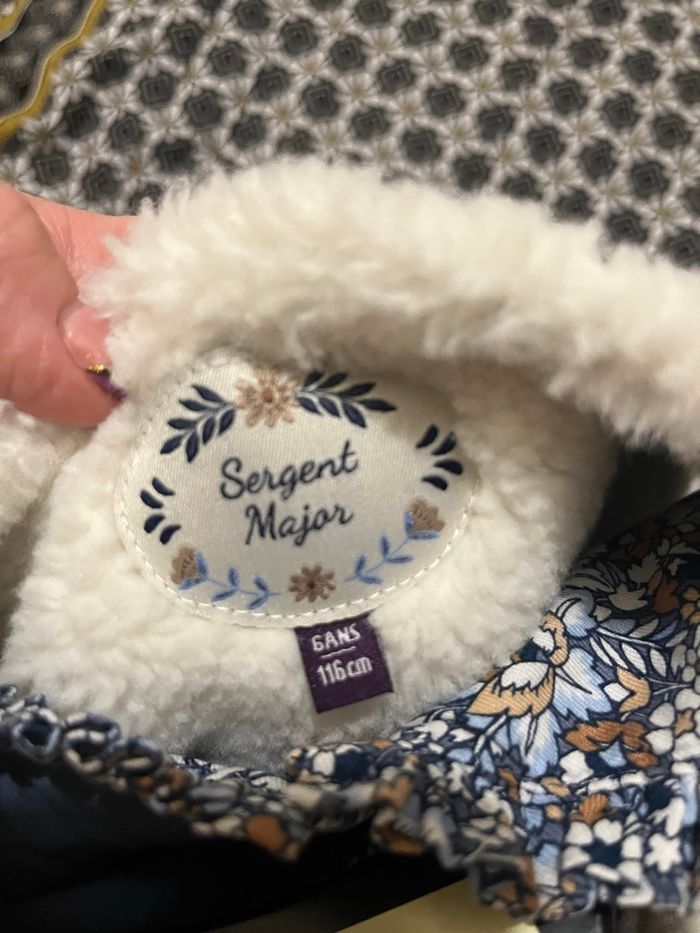 Sergent
Major
6ANS
116cm